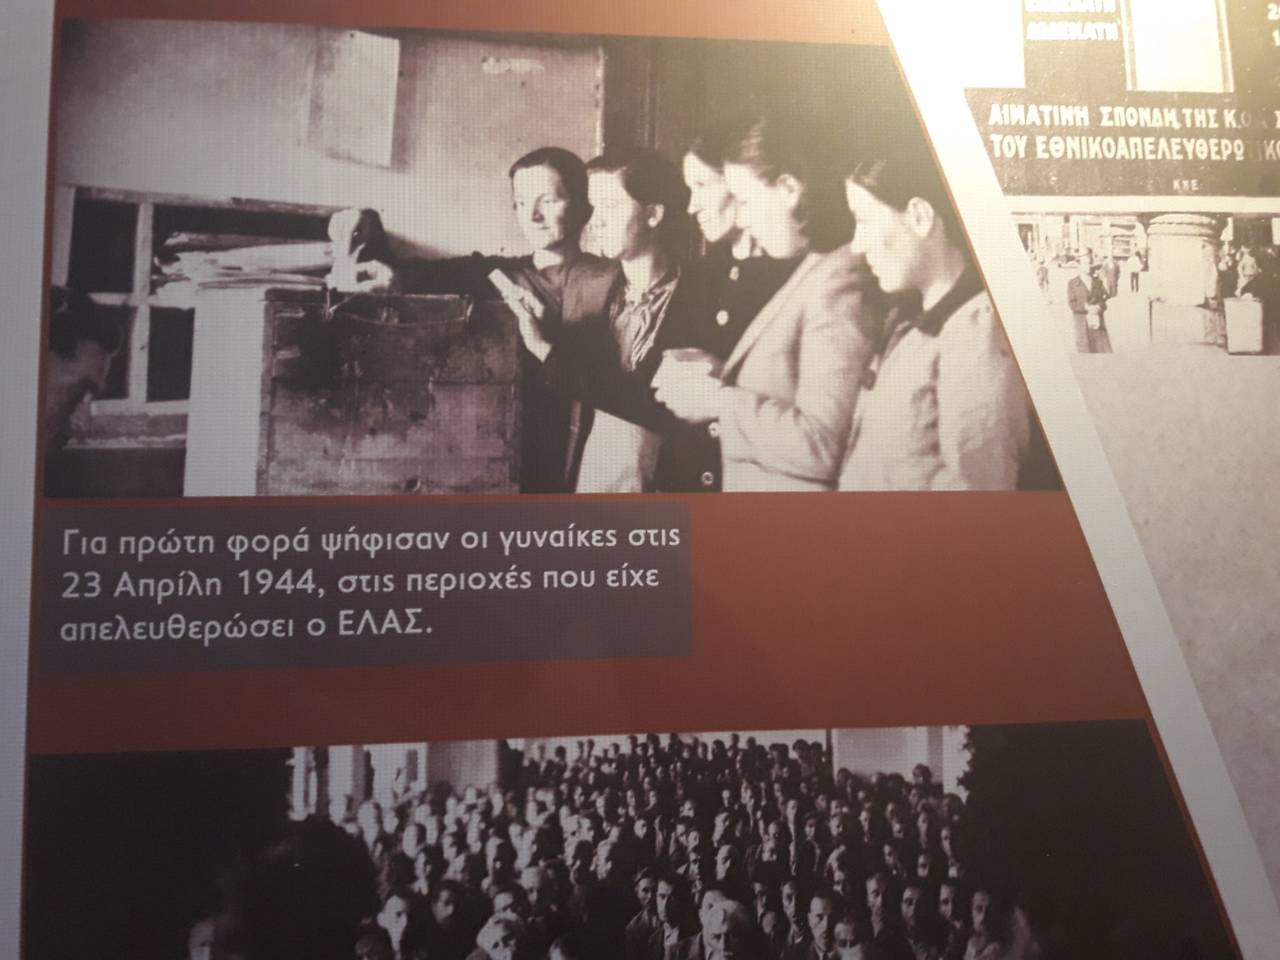 Για πρώτη φορά ψήφισαν οι γυναίκες στις
23 Απρίλη 1944, στις περιοχές που είχε
απελευθερώσει ο ΕΛΑΣ.
ΑΙΜΑΤΙΝΗ ΣΠΟΝΔΗ ΤΗΣ Κ.Ο.
ΤΟΥ ΕΘΝΙΚΟΑΠΕΛΕΥΘΕΡΩ
ΚΝΕ